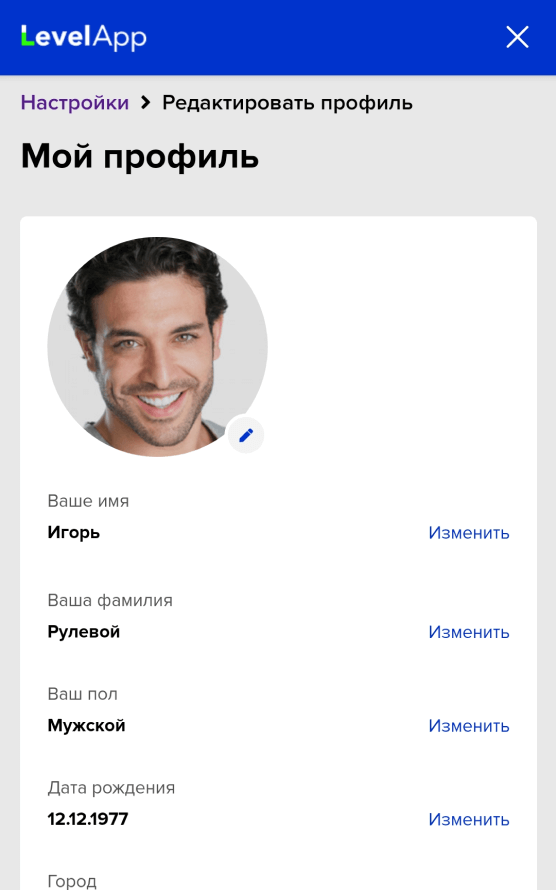 LevelApp
Настройки > Редактировать профиль
Мой профиль
Ваше имя
Игорь Изменить
Ваша фамилия
Рулевой Изменить
Ваш пол
Мужской Изменить
Дата рождения
12.12.1977 Изменить
Город